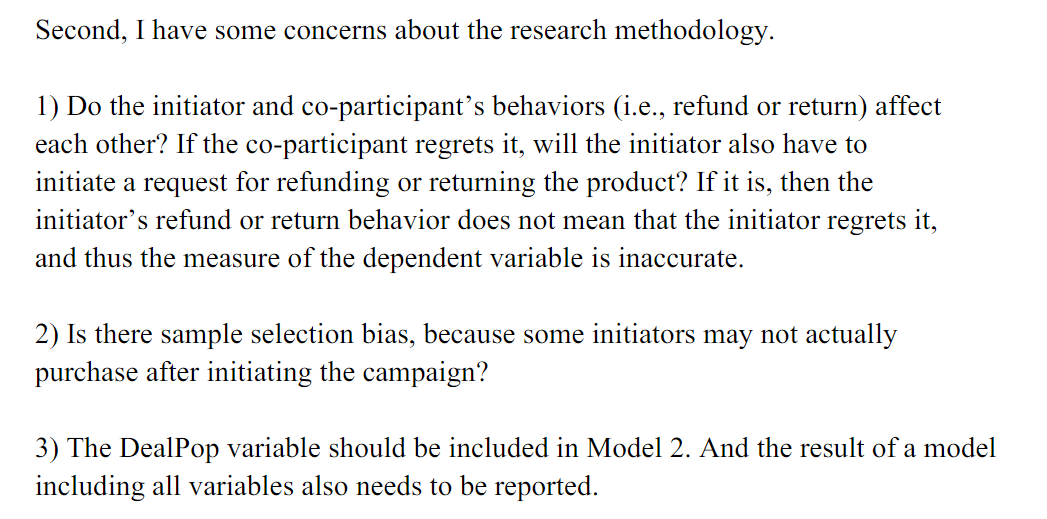 Second, I have some concerns about the research methodology.
1) Do the initiator and co-participant’s behaviors (i.e., refund or return) affect
each other? If the co-participant regrets it, will the initiator also have to
initiate a request for refunding or returning the product? If it is, then the
initiator’s refund or return behavior does not mean that the initiator regrets it,
and thus the measure of the dependent variable is inaccurate.
2) Is there sample selection bias, because some initiators may not actually
purchase after initiating the campaign?
3) The DealPop variable should be included in Model 2. And the result of a model
including all variables also needs to be reported.